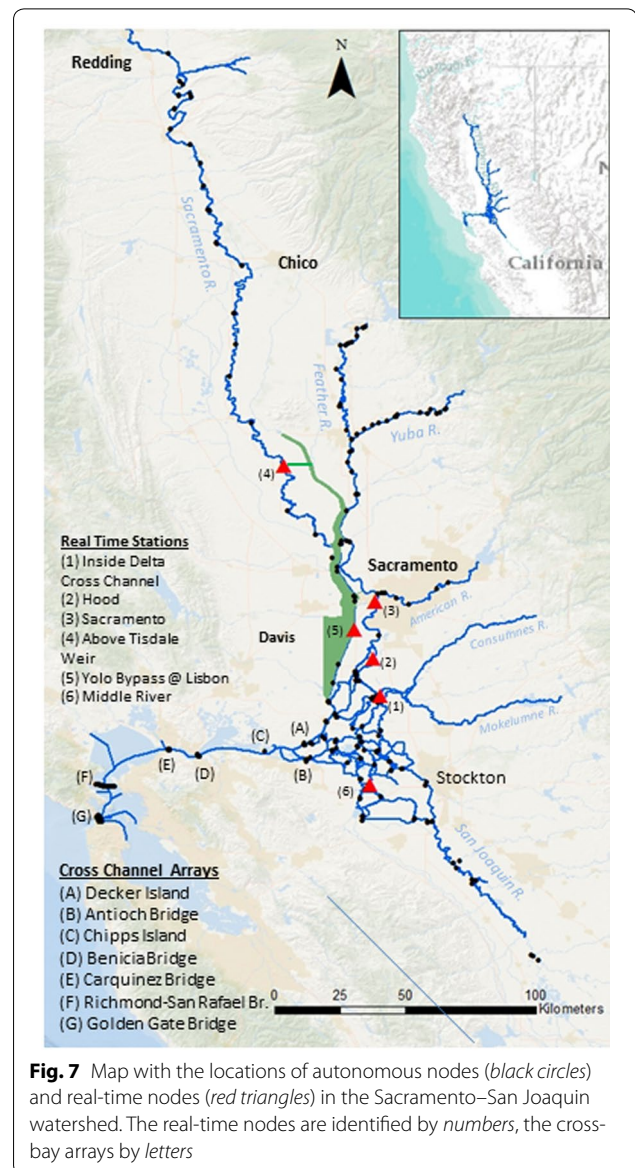 Redding
N
Klamath R.
California
N
Sacramento R.
Chico
Feather R.
Yuba R.
(4)
Real Time Stations
(1) Inside Delta
Cross Channel
(2) Hood
(3) Sacramento
(4) Above Tisdale
Weir
(5) Yolo Bypass @ Lisbon
(6) Middle River
Sacramento
(3)
American R.
Davis
(5)
Consumnes R.
(2)
(1)
Mokelumne R.
(A)
(C)
(E)
(D)
(B)
Stockton
(F)
(6)
(G)
San Joaquin R.
Cross Channel Arrays
(A) Decker Island
(B) Antioch Bridge
(C) Chipps Island
(D) Benicia Bridge
(E) Carquinez Bridge
(F) Richmond-San Rafael Br.
(G) Golden Gate Bridge
0 25 50 100
Kilometers
Fig. 7 Map with the locations of autonomous nodes (black circles)
and real-time nodes (red triangles) in the Sacramento–San Joaquin
watershed. The real-time nodes are identified by numbers, the cross-
bay arrays by letters